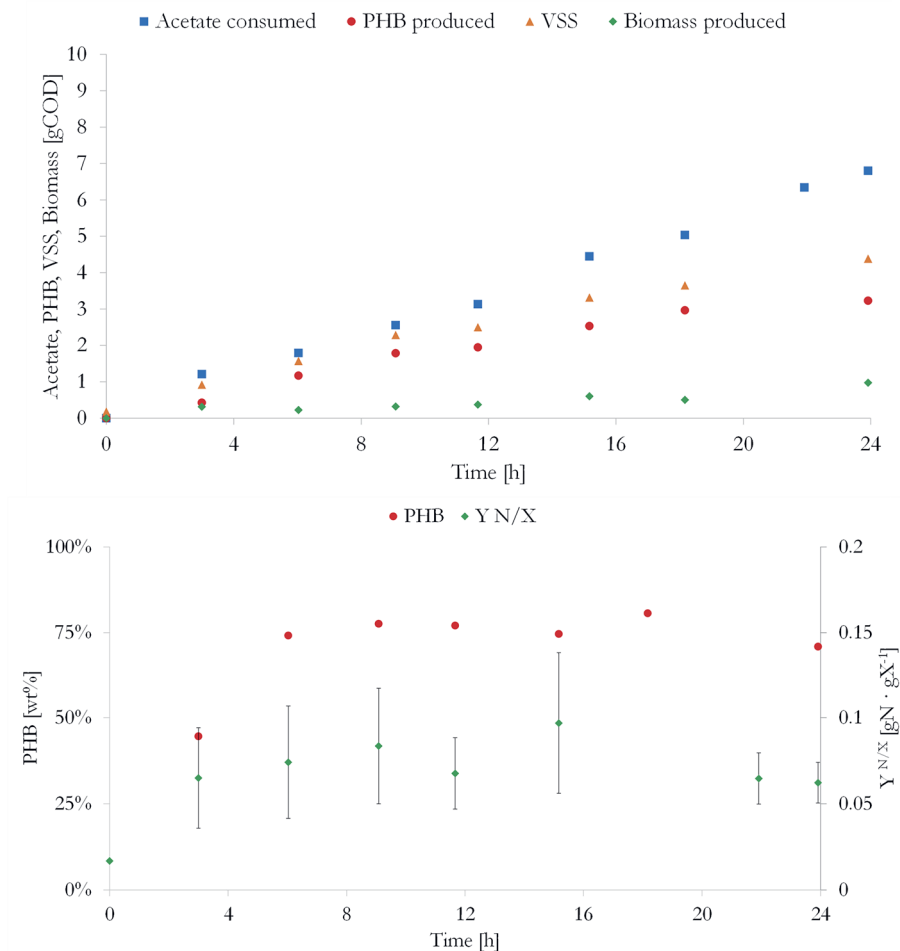 Acetate consumed PHB produced VSS Biomass produced
10
9
8
7
6
5
4
3
2
1
0
Acetate, PHB, VSS, Biomass [gCOD]
0 4 8 12 16 20 24
Time [h]
PHB Y N/X
100%
75%
50%
25%
0%
PHB [wt%]
0.2
0.15
0.1
0.05
0
Y N/X [gN · gX-1]
0 4 8 12 16 20 24
Time [h]